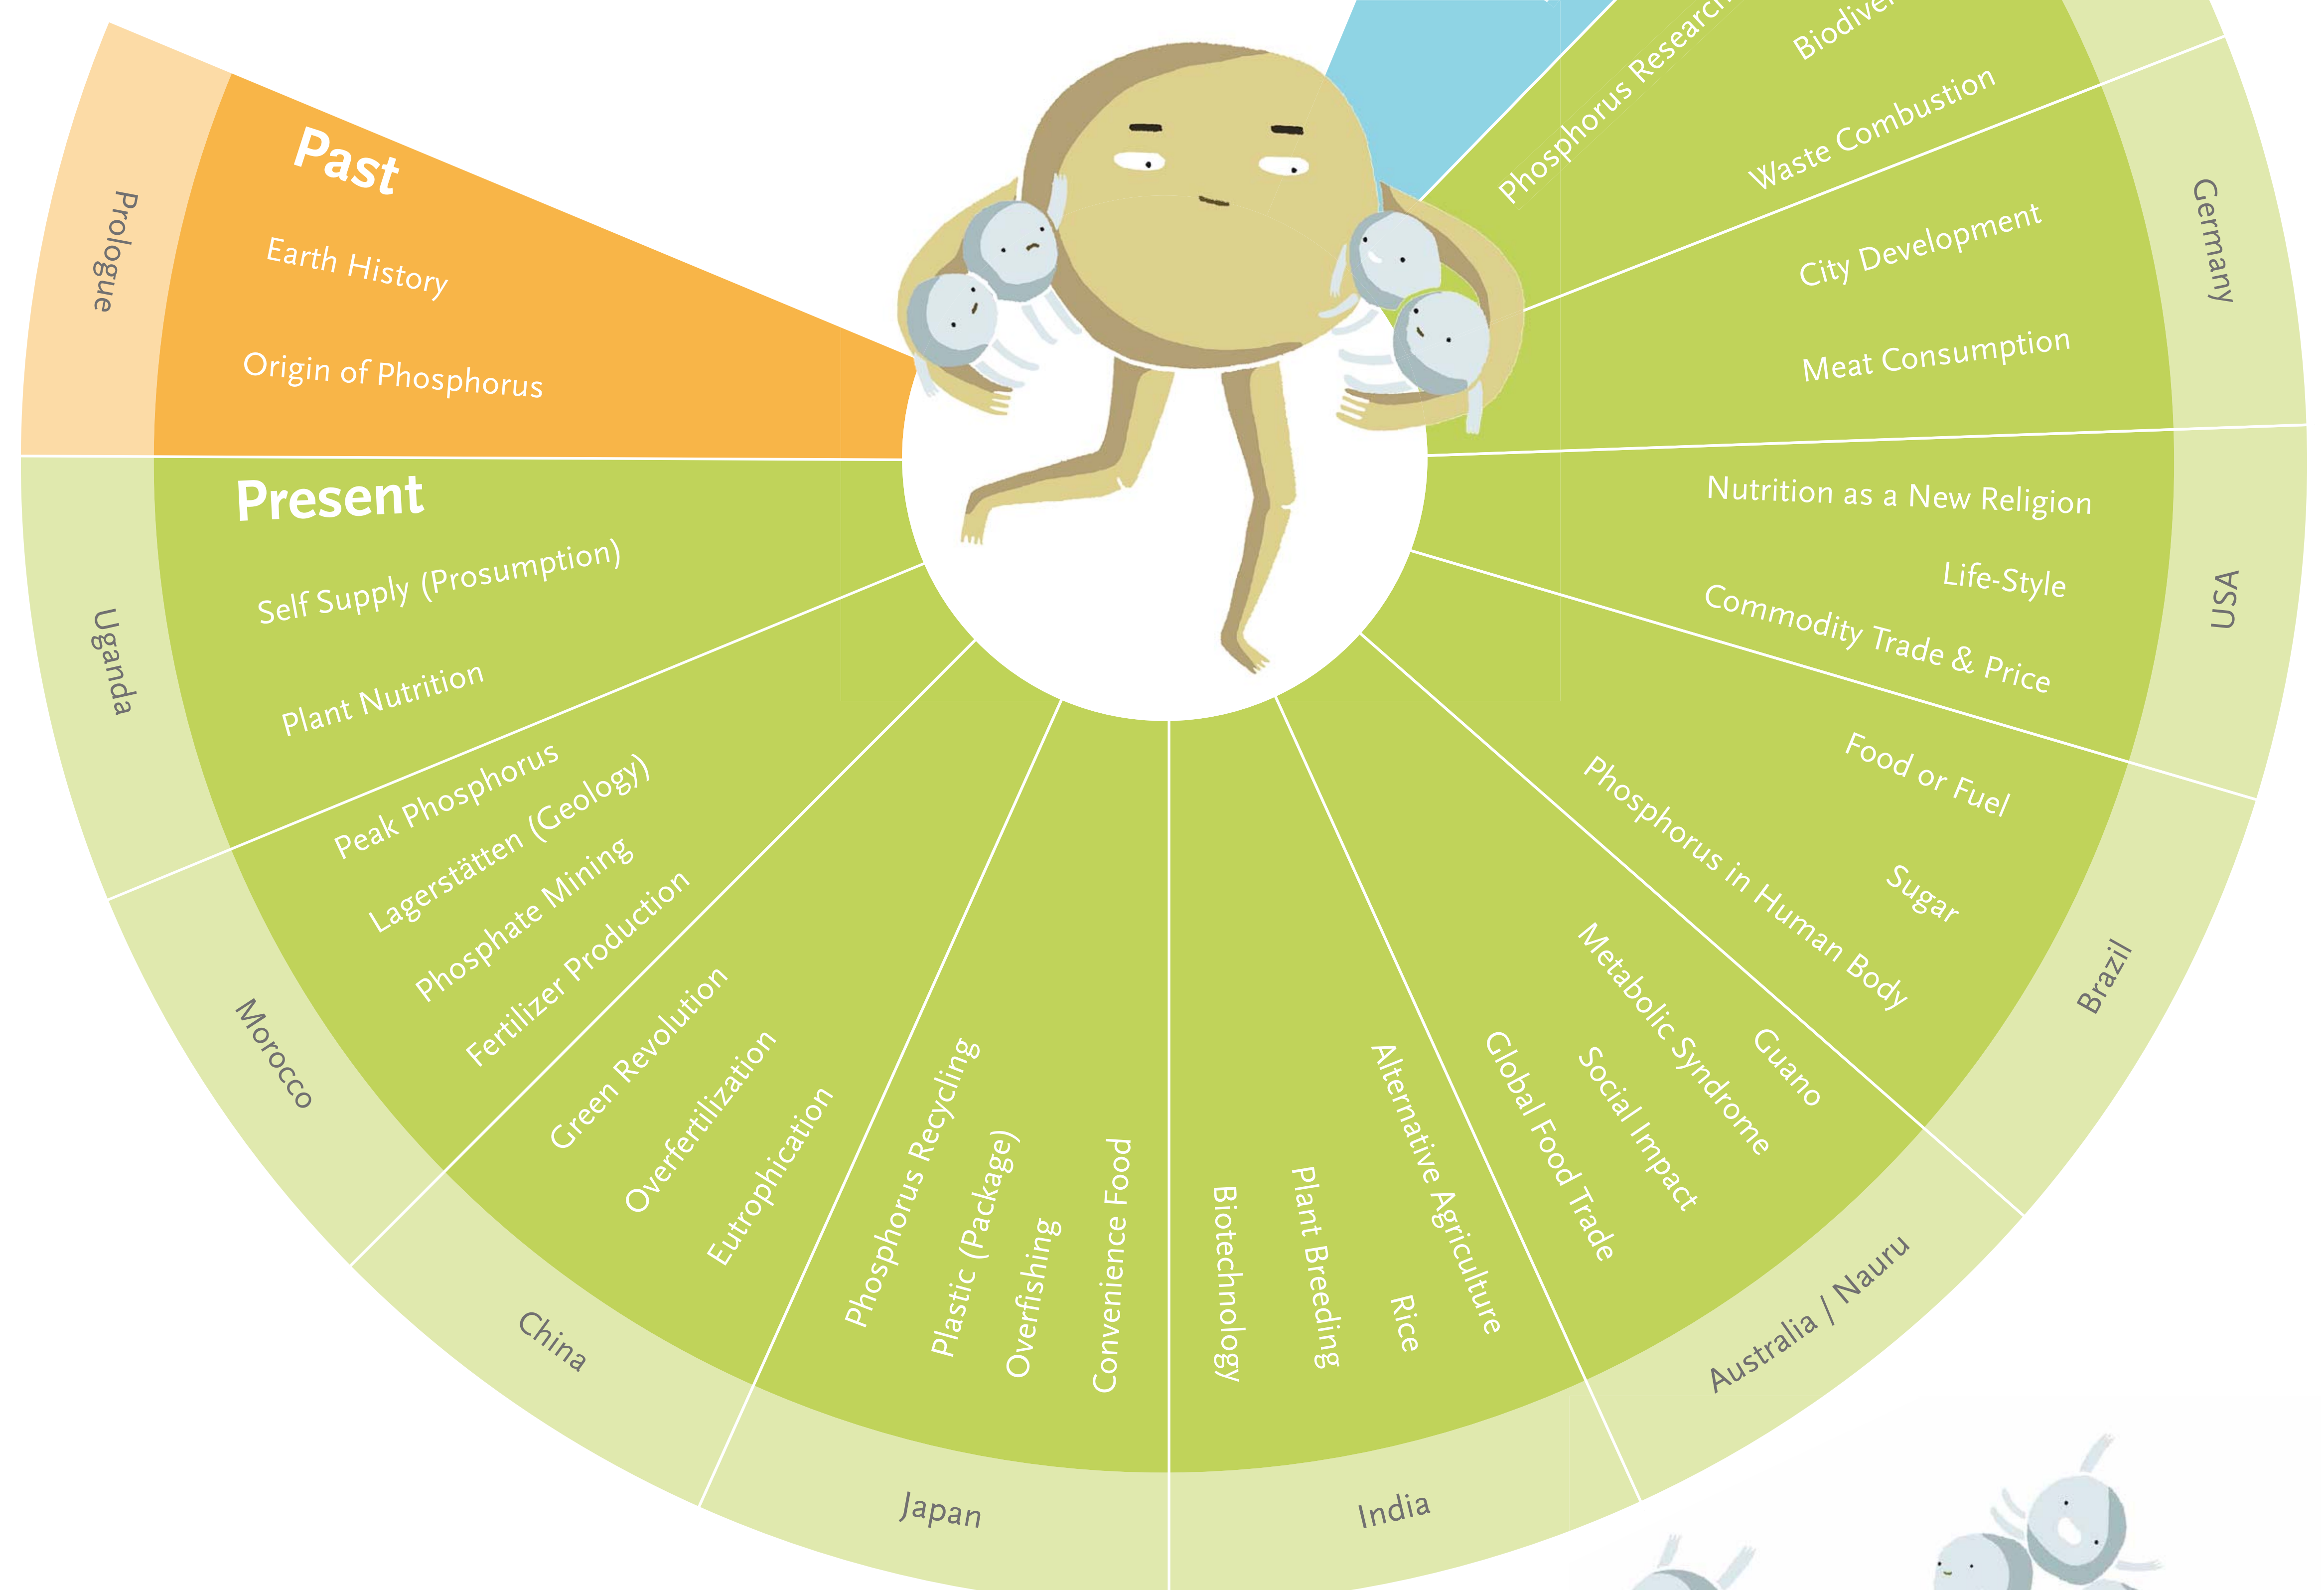 Past
Earth History
Origin of Phosphorus
Prologue
Present
Self Supply (Prosumption)
Plant Nutrition
Uganda
Peak Phosphorus
Lagerstätten (Geology)
Phosphate Mining
Fertilizer Production
Morocco
Green Revolution
Overfertilization
Eutrophication
China
Phosphorus Recycling
Plastic (Package)
Overfishing
Convenience Food
Japan
Biotechnology
Plant Breeding
Rice
Alternative Agriculture
India
Global Food Trade
Social Impact
Metabolic Syndrome
Guano
Australia / Nauru
Phosphorus in Human Body
Sugar
Food or Fuel
Brazil
Commodity Trade & Price
Life-Style
Nutrition as a New Religion
USA
Meat Consumption
City Development
Germany
Waste Combustion
Phosphorus Research